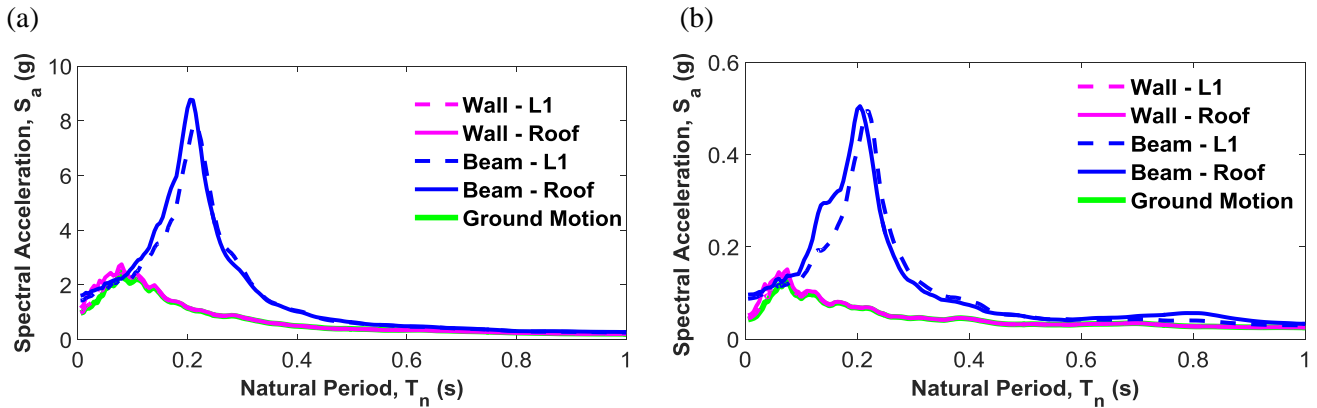 (a)
10
8
6
4
2
0
Spectral Acceleration, S_a (g)
Wall - L1
Wall - Roof
Beam - L1
Beam - Roof
Ground Motion
0 0.2 0.4 0.6 0.8 1
Natural Period, T_n (s)
(b)
0.6
0.4
0.2
0
Spectral Acceleration, S_a (g)
Wall - L1
Wall - Roof
Beam - L1
Beam - Roof
Ground Motion
0 0.2 0.4 0.6 0.8 1
Natural Period, T_n (s)